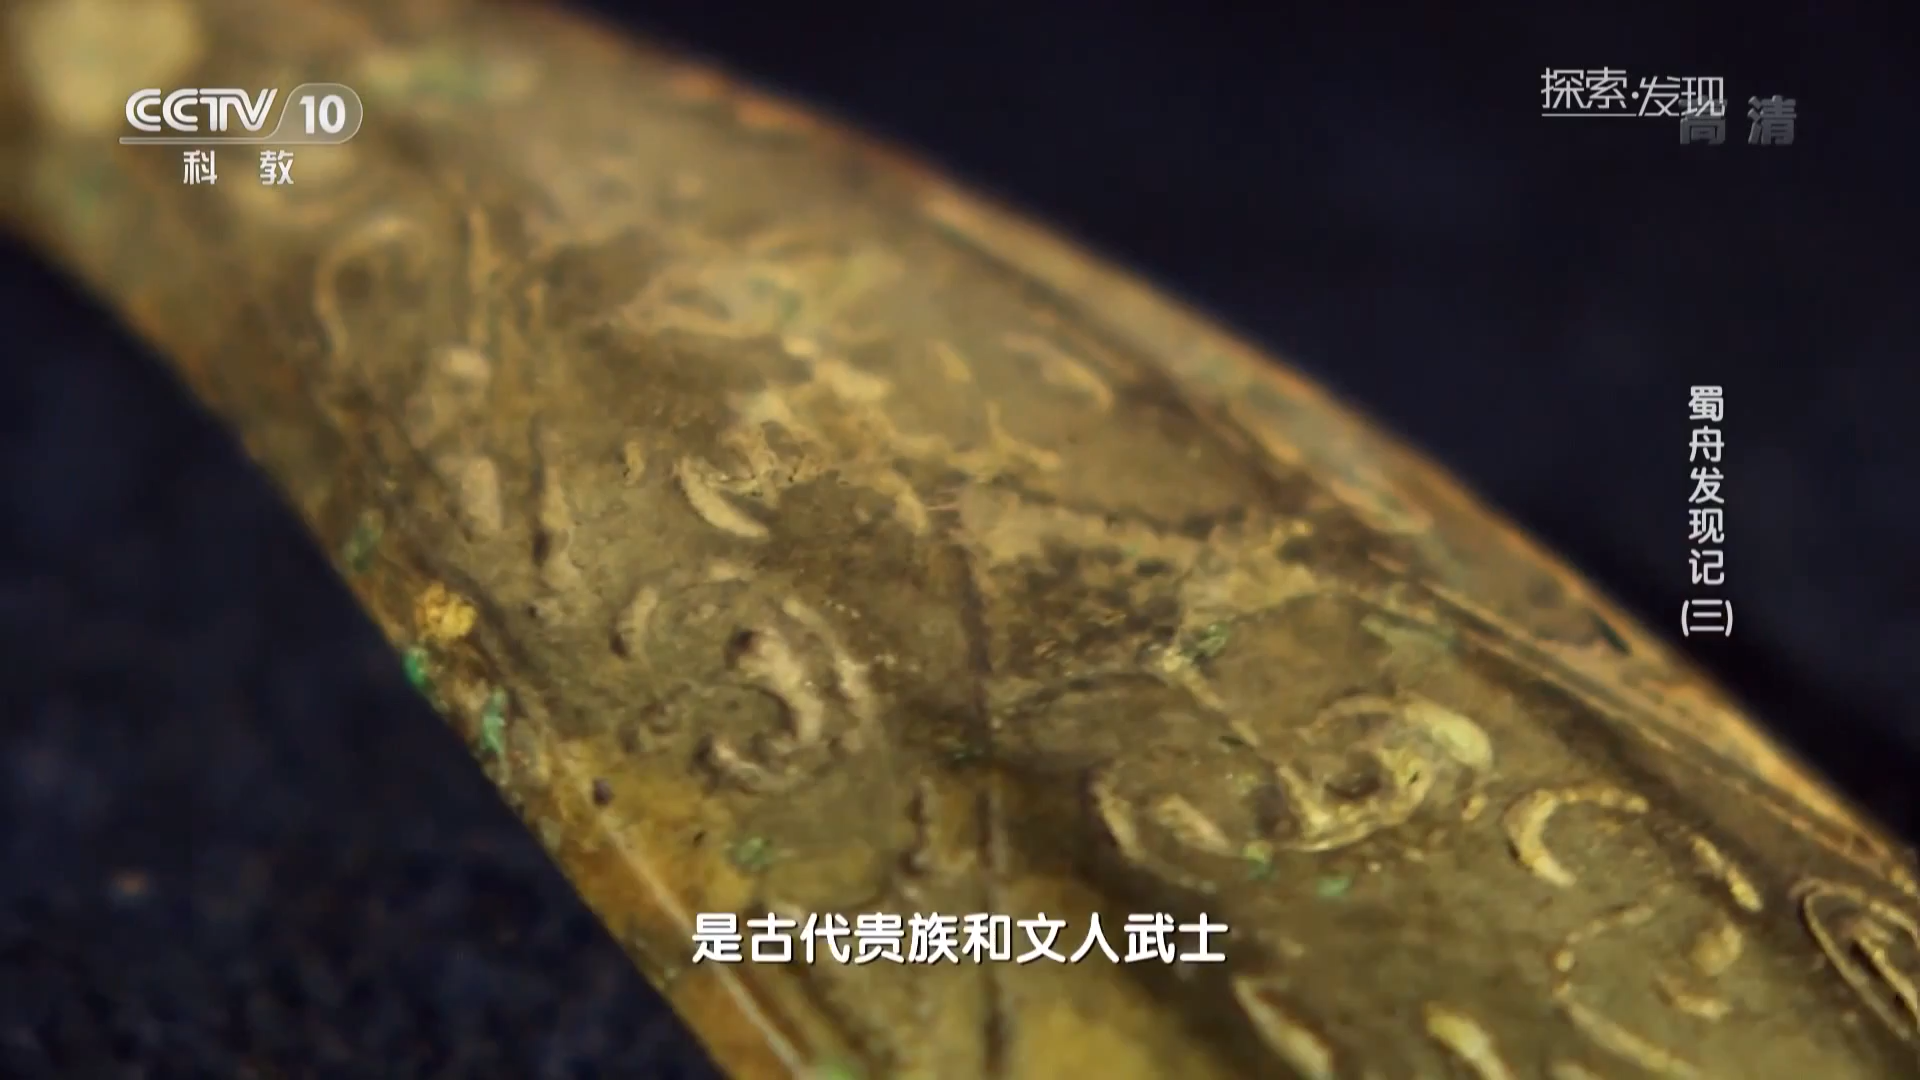 CCTV 10
科 教
探索·发现
高 清
蜀舟发现记(三)
是古代贵族和文人武士